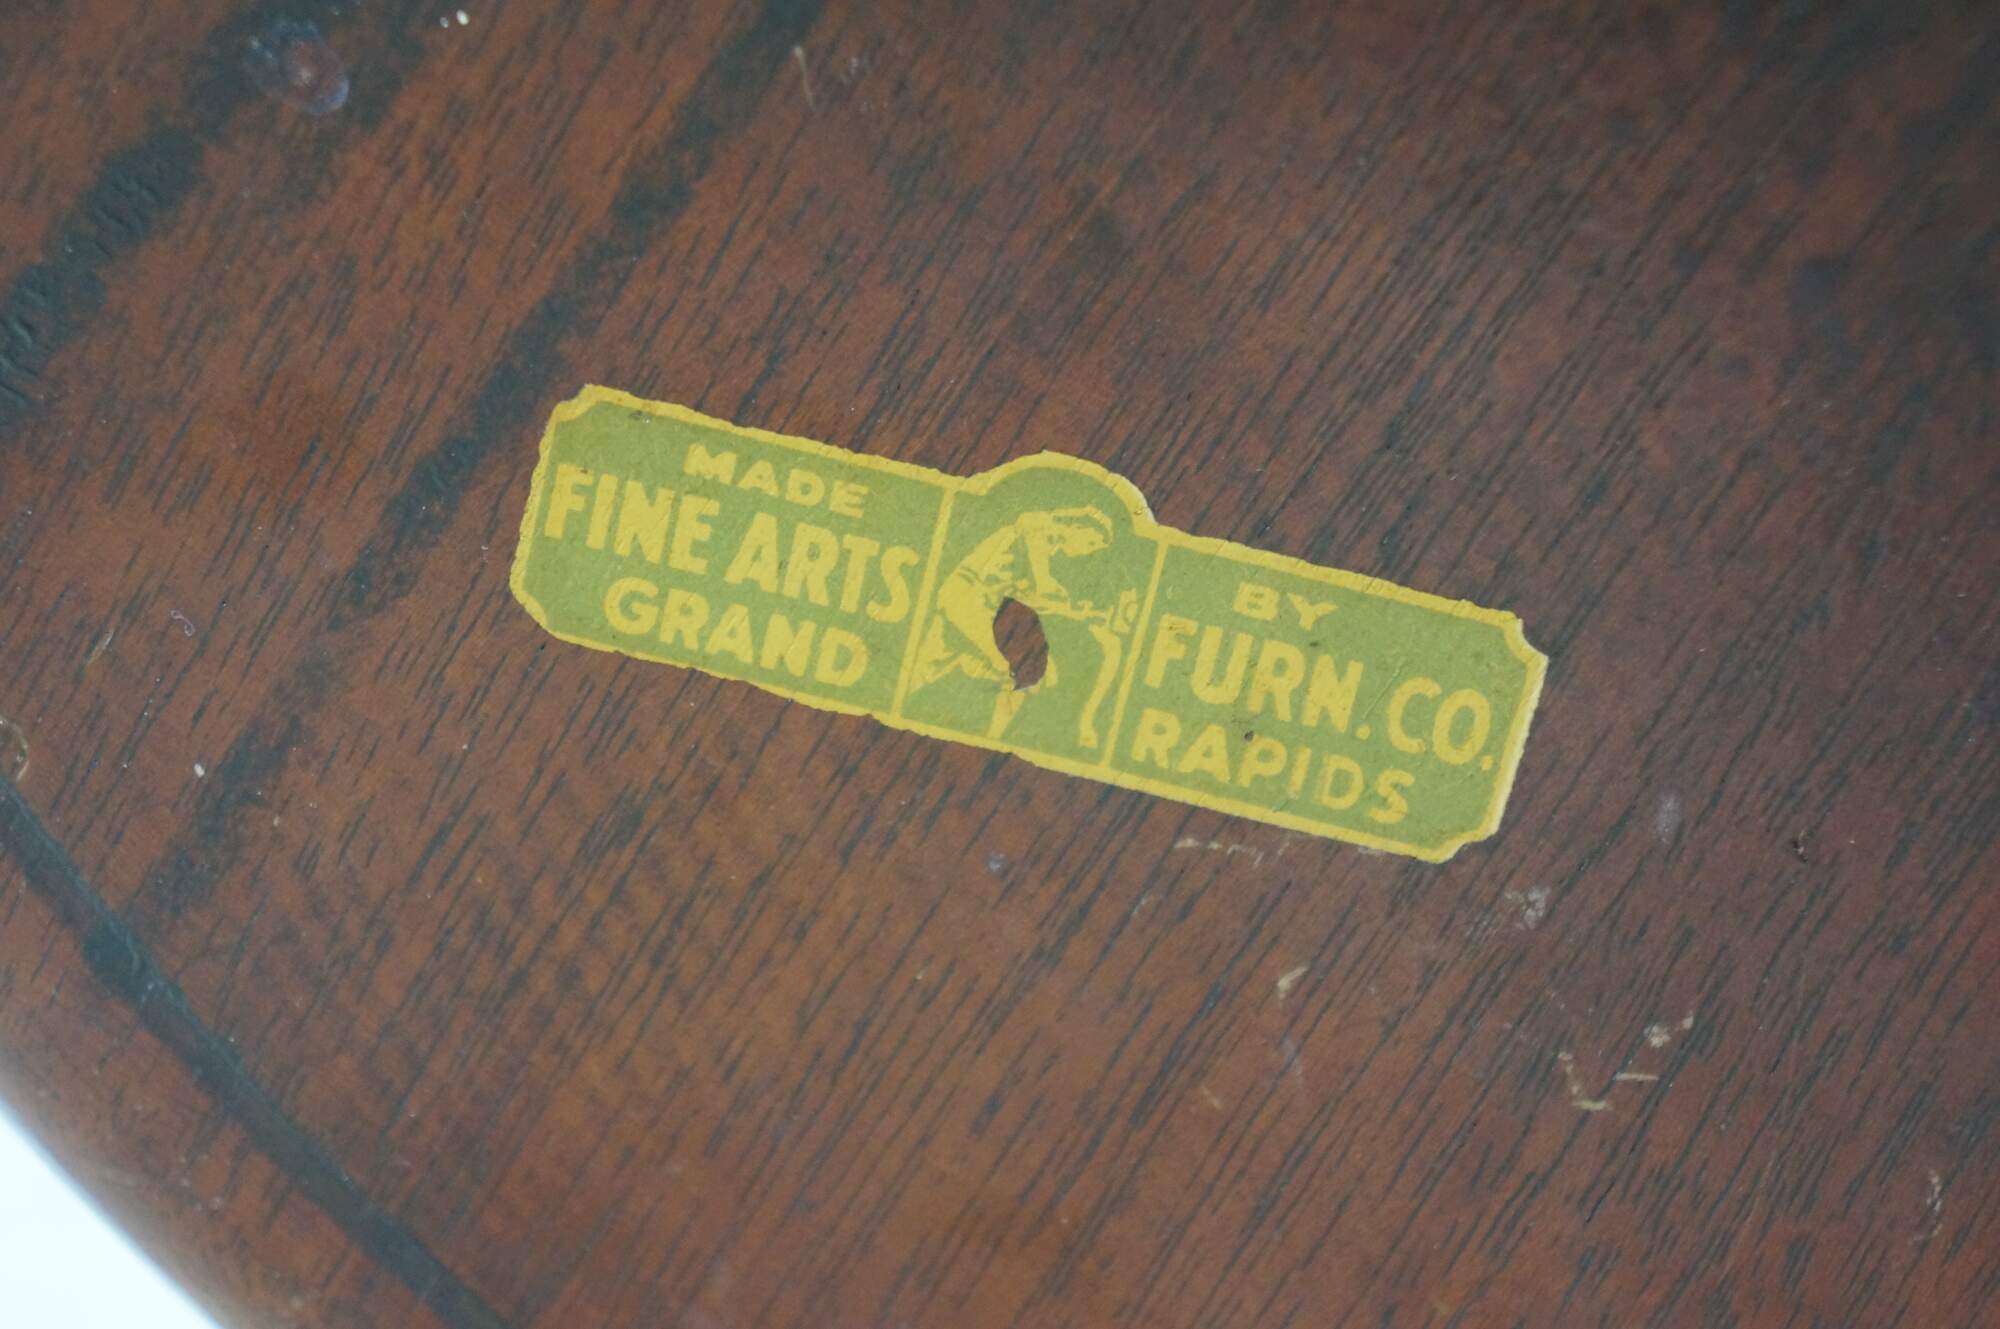 MADE BY
FINE ARTS FURN. CO.
GRAND RAPIDS